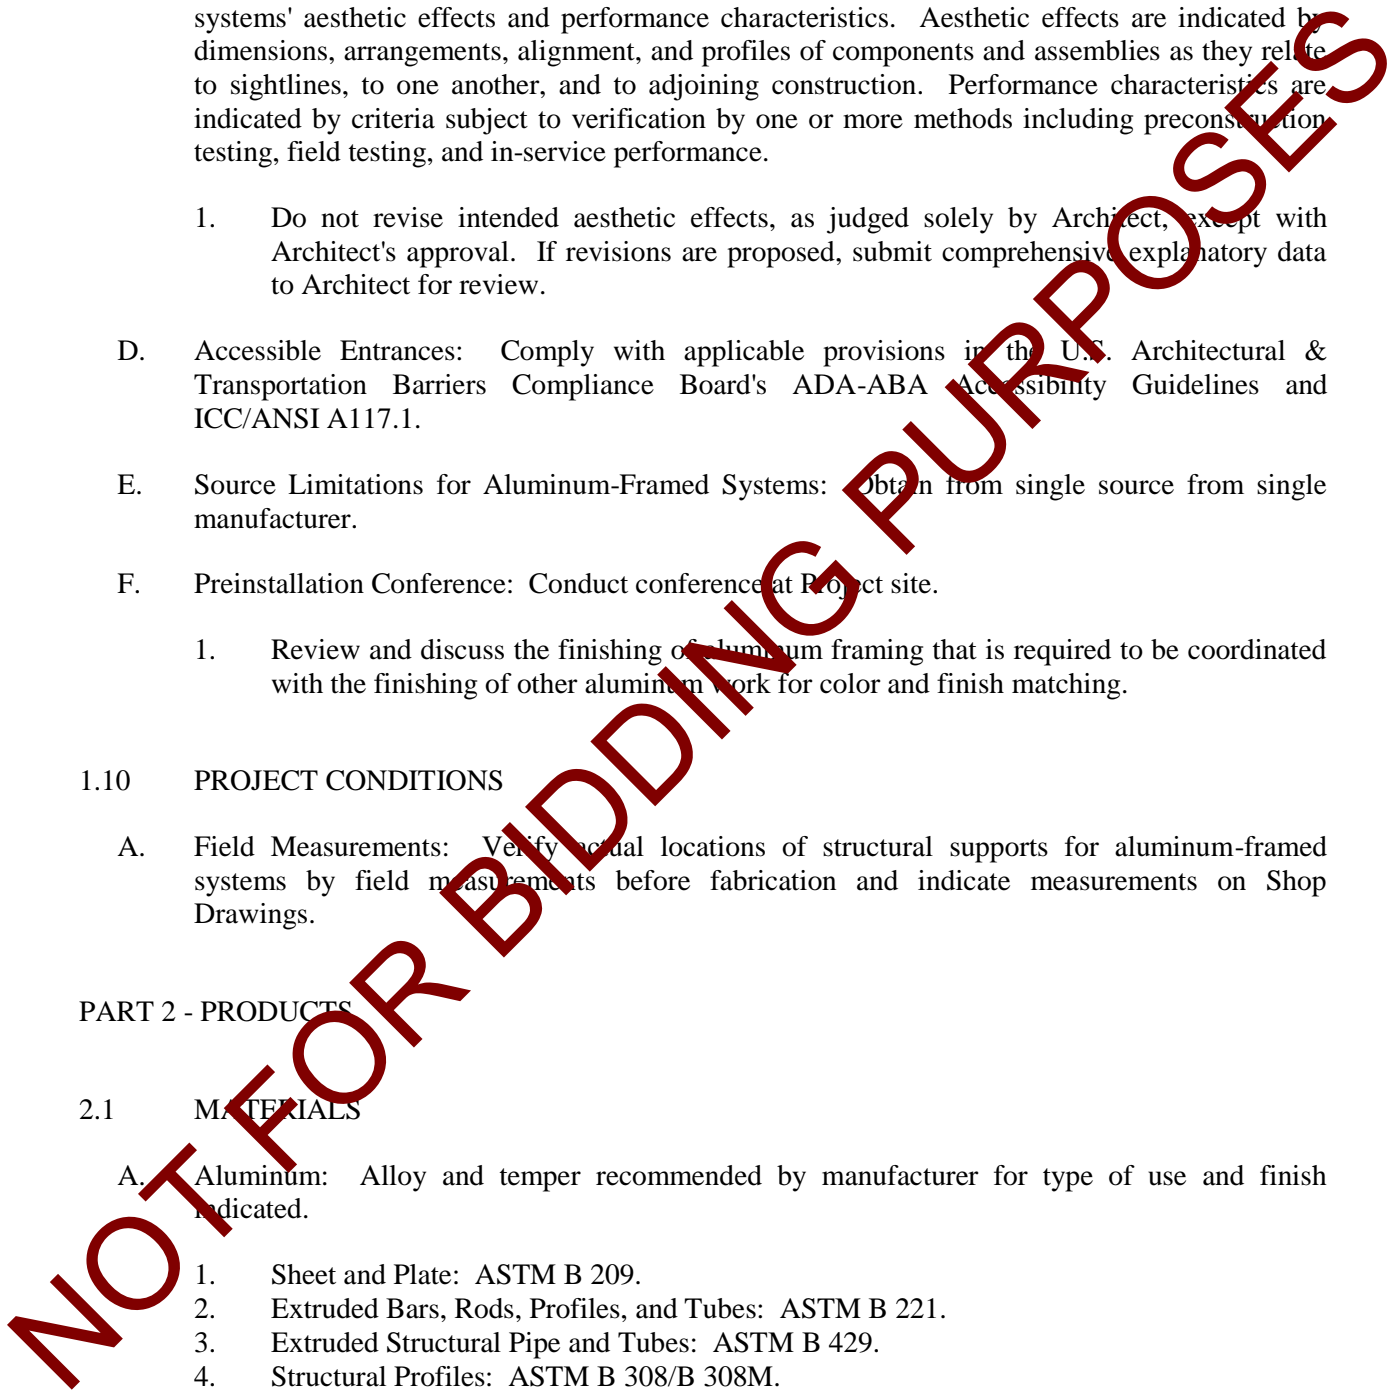 systems' aesthetic effects and performance characteristics. Aesthetic effects are indicated by
dimensions, arrangements, alignment, and profiles of components and assemblies as they relate
to sightlines, to one another, and to adjoining construction. Performance characteristics are
indicated by criteria subject to verification by one or more methods including preconstruction
testing, field testing, and in-service performance.
1. Do not revise intended aesthetic effects, as judged solely by Architect, except with
Architect's approval. If revisions are proposed, submit comprehensive explanatory data
to Architect for review.
D. Accessible Entrances: Comply with applicable provisions in the U.S. Architectural &
Transportation Barriers Compliance Board's ADA-ABA Accessibility Guidelines and
ICC/ANSI A117.1.
E. Source Limitations for Aluminum-Framed Systems: Obtain from single source from single
manufacturer.
F. Preinstallation Conference: Conduct conference at Project site.
1. Review and discuss the finishing of aluminum framing that is required to be coordinated
with the finishing of other aluminum work for color and finish matching.
1.10 PROJECT CONDITIONS
A. Field Measurements: Verify actual locations of structural supports for aluminum-framed
systems by field measurements before fabrication and indicate measurements on Shop
Drawings.
PART 2 - PRODUCTS
2.1 MATERIALS
A. Aluminum: Alloy and temper recommended by manufacturer for type of use and finish
indicated.
1. Sheet and Plate: ASTM B 209.
2. Extruded Bars, Rods, Profiles, and Tubes: ASTM B 221.
3. Extruded Structural Pipe and Tubes: ASTM B 429.
4. Structural Profiles: ASTM B 308/B 308M.
NOT FOR BIDDING PURPOSES